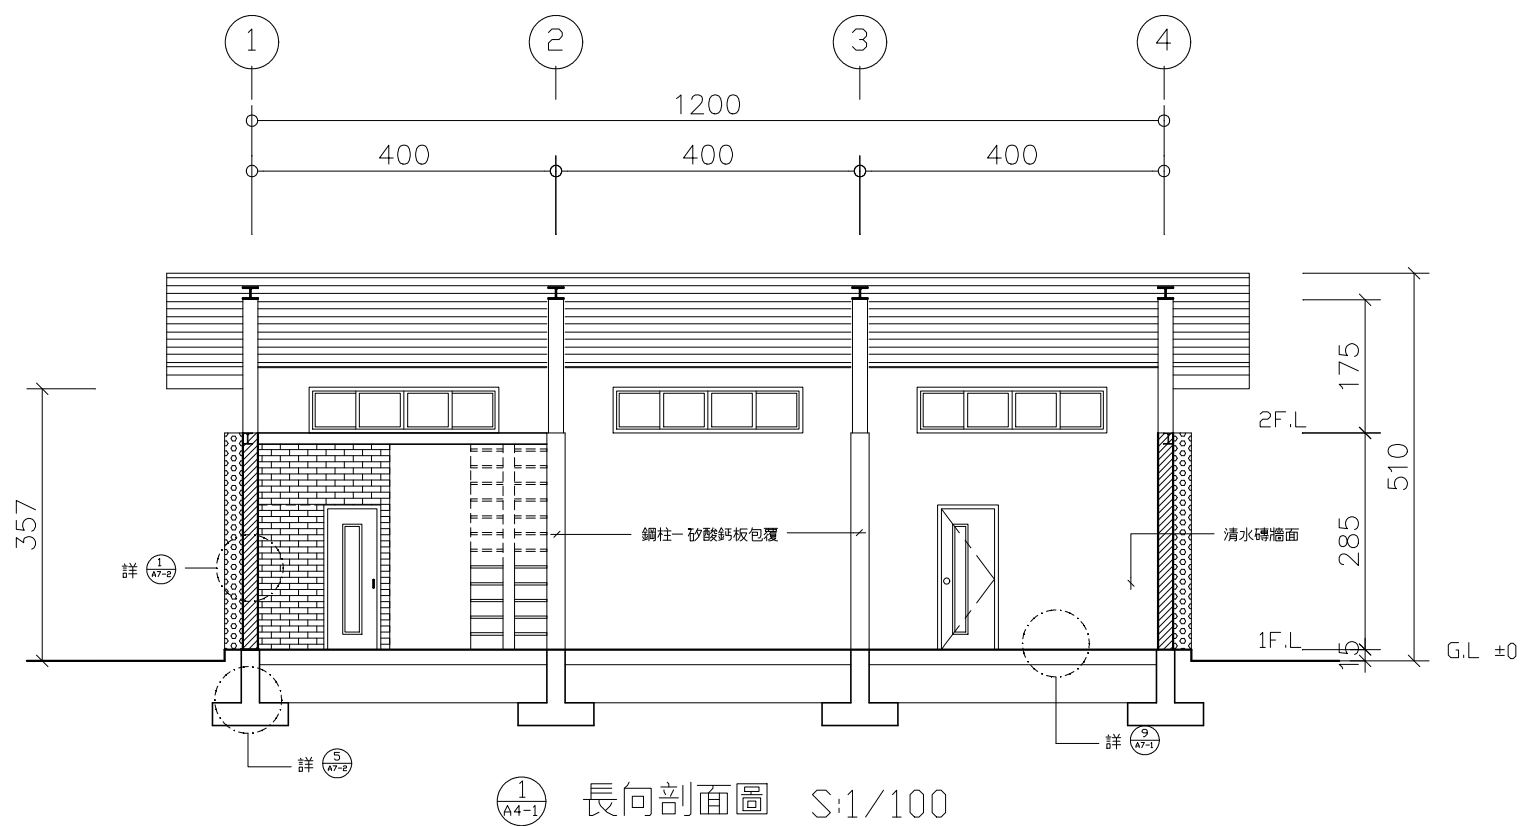 1 2 3 4
1200
400 400 400
175
2F.L
510
357
鋼柱— 矽酸鈣板包覆
清水磚牆面
285
詳 1 A7-2
1F.L
15
G.L ±0
詳 5 A7-2
詳 9 A7-1
1 A4-1 長向剖面圖 S:1/100